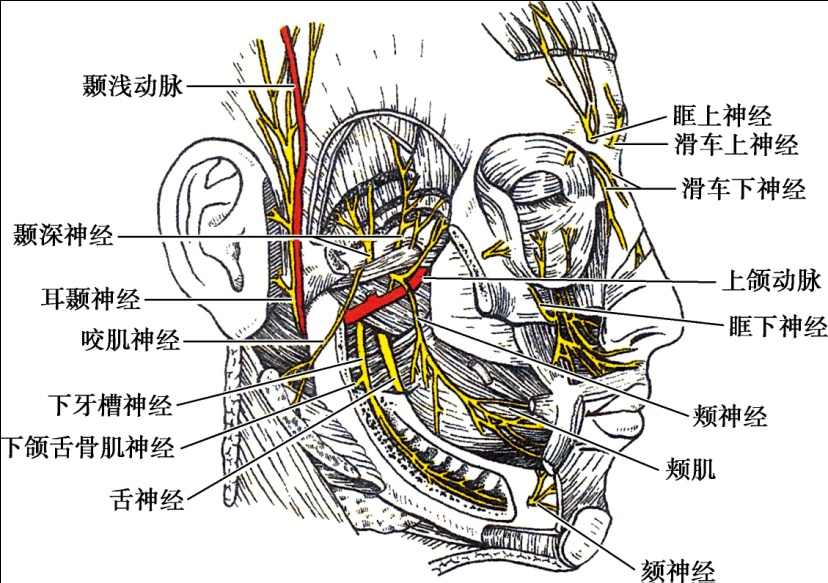 颞浅动脉
眶上神经
滑车上神经
滑车下神经
颞深神经
上颌动脉
耳颞神经
眶下神经
咬肌神经
下牙槽神经
颊神经
下颌舌骨肌神经
颊肌
舌神经
颏神经